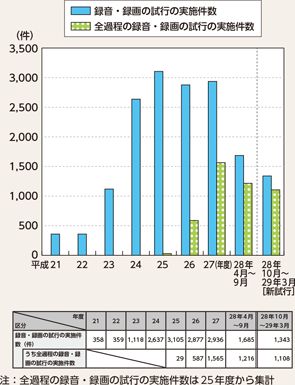 録音・録画の試行の実施件数
全過程の録音・録画の試行の実施件数
(件)
3,500
3,000
2,500
2,000
1,500
1,000
500
0
平成21 22 23 24 25 26 27(年度) 28年4月〜9月 28年10月〜29年3月[新試行]
年度 区分 21 22 23 24 25 26 27 28年4月〜9月 28年10月〜29年3月
録音・録画の試行の実施件数(件) 358 359 1,118 2,637 3,105 2,877 2,936 1,685 1,343
うち全過程の録音・録画の試行の実施件数 29 587 1,565 1,216 1,108
注：全過程の録音・録画の試行の実施件数は25年度から集計